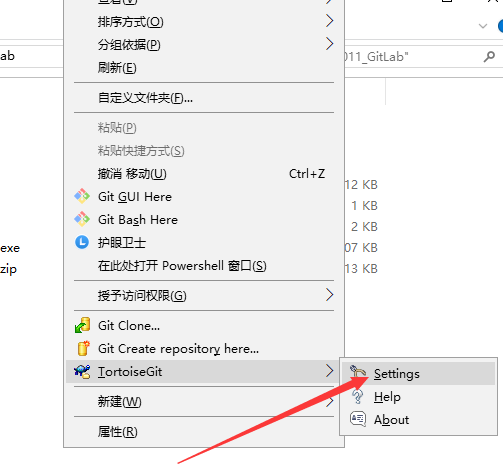 排序方式(O)
分组依据(P)
lab
011_GitLab"
刷新(E)
自定义文件夹(F)...
粘贴(P)
粘贴快捷方式(S)
撤消 移动(U) Ctrl+Z
12 KB
Git GUI Here
1 KB
Git Bash Here
2 KB
exe
护眼卫士
07 KB
zip
在此处打开 Powershell 窗口(S)
13 KB
授予访问权限(G)
Git Clone...
Git Create repository here...
TortoiseGit
Settings
新建(W)
Help
About
属性(R)